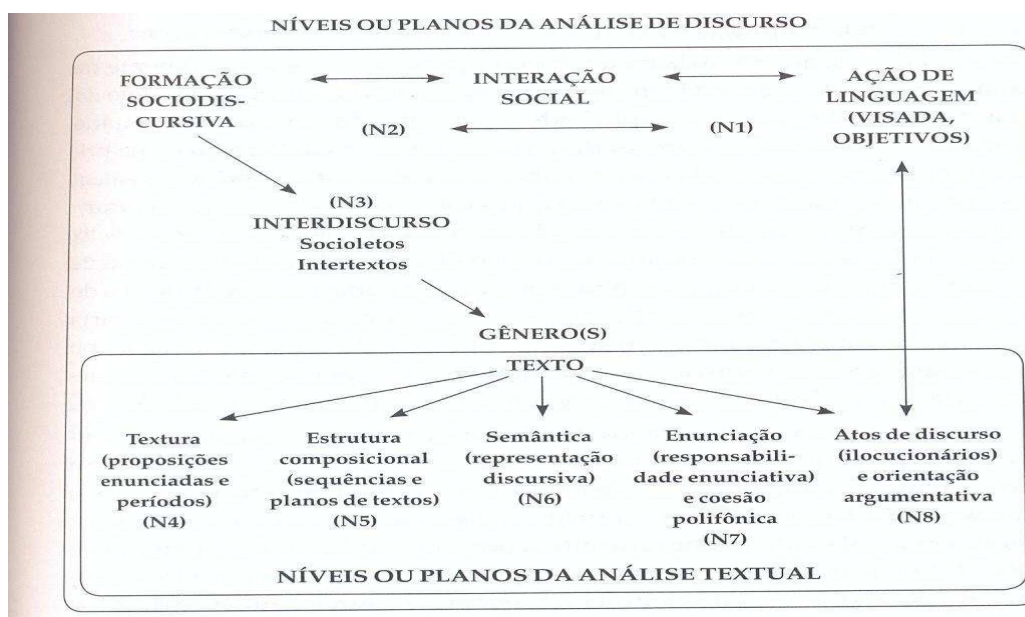 NÍVEIS OU PLANOS DA ANÁLISE DE DISCURSO
FORMAÇÃO
SOCIODIS-
CURSIVA
INTERAÇÃO
SOCIAL
AÇÃO DE
LINGUAGEM
(VISADA,
OBJETIVOS)
(N2)
(N1)
(N3)
INTERDISCURSO
Socioletos
Intertextos
GÊNERO(S)
TEXTO
Textura
(proposições
enunciadas e
períodos)
(N4)
Estrutura
composicional
(sequências e
planos de textos)
(N5)
Semântica
(representação
discursiva)
(N6)
Enunciação
(responsabili-
dade enunciativa)
e coesão
polifônica
(N7)
Atos de discurso
(ilocucionários)
e orientação
argumentativa
(N8)
NÍVEIS OU PLANOS DA ANÁLISE TEXTUAL